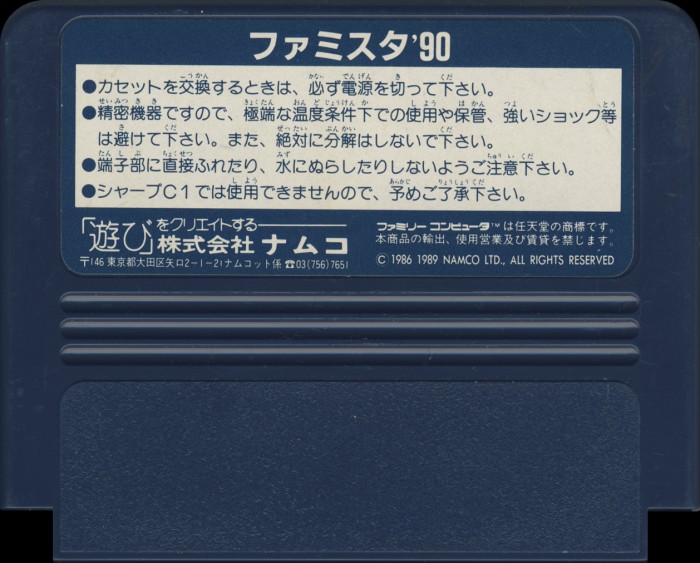 ファミスタ'90
●カセットを交換するときは、必ず電源を切って下さい。
●精密機器ですので、極端な温度条件下での使用や保管、強いショック等
は避けて下さい。また、絶対に分解はしないで下さい。
●端子部に直接ふれたり、水にぬらしたりしないようご注意下さい。
●シャープC1では使用できませんので、予めご了承下さい。
「遊び」をクリエイトする
株式会社 ナムコ
〒146 東京都大田区矢口2-1-21ナムコット係 ☎03(756)7651
ファミリーコンピュータ™は任天堂の商標です。
本商品の輸出、使用営業及び賃貸を禁じます。
© 1986 1989 NAMCO LTD., ALL RIGHTS RESERVED